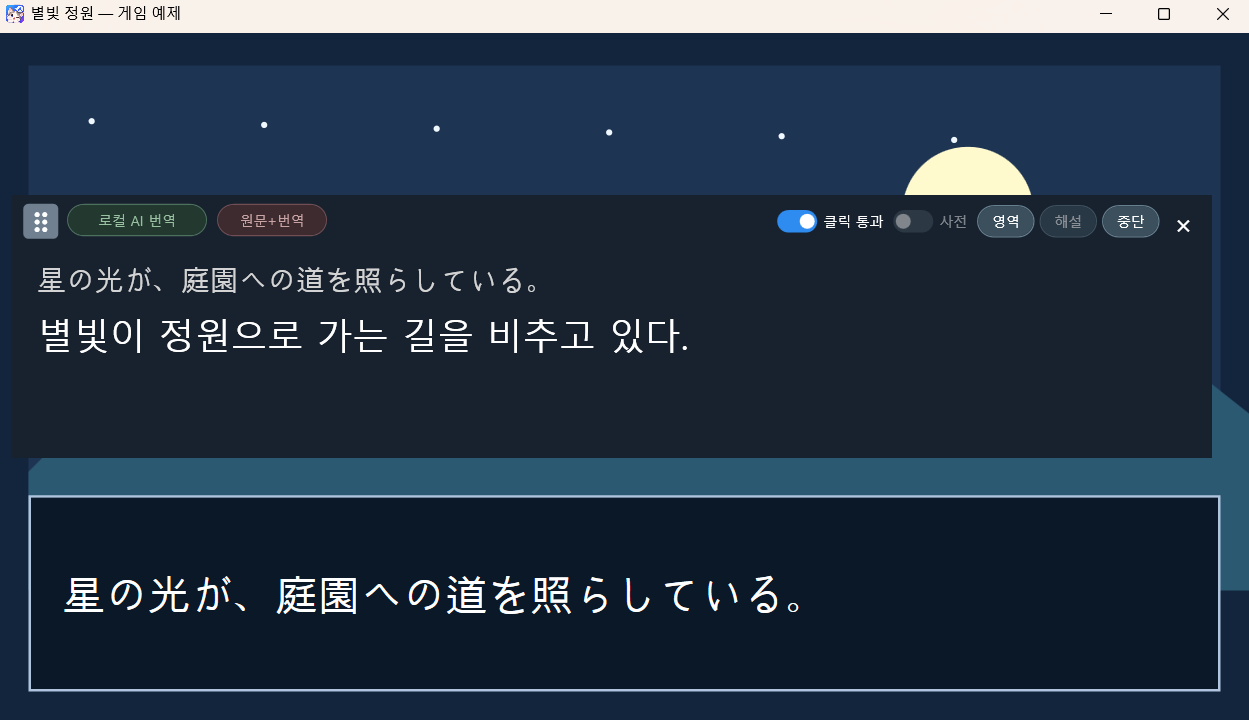 별빛 정원 — 게임 예제
로컬 AI 번역 원문+번역 클릭 통과 사전 영역 해설 중단
星の光が、庭園への道を照らしている。
별빛이 정원으로 가는 길을 비추고 있다.
星の光が、庭園への道を照らしている。